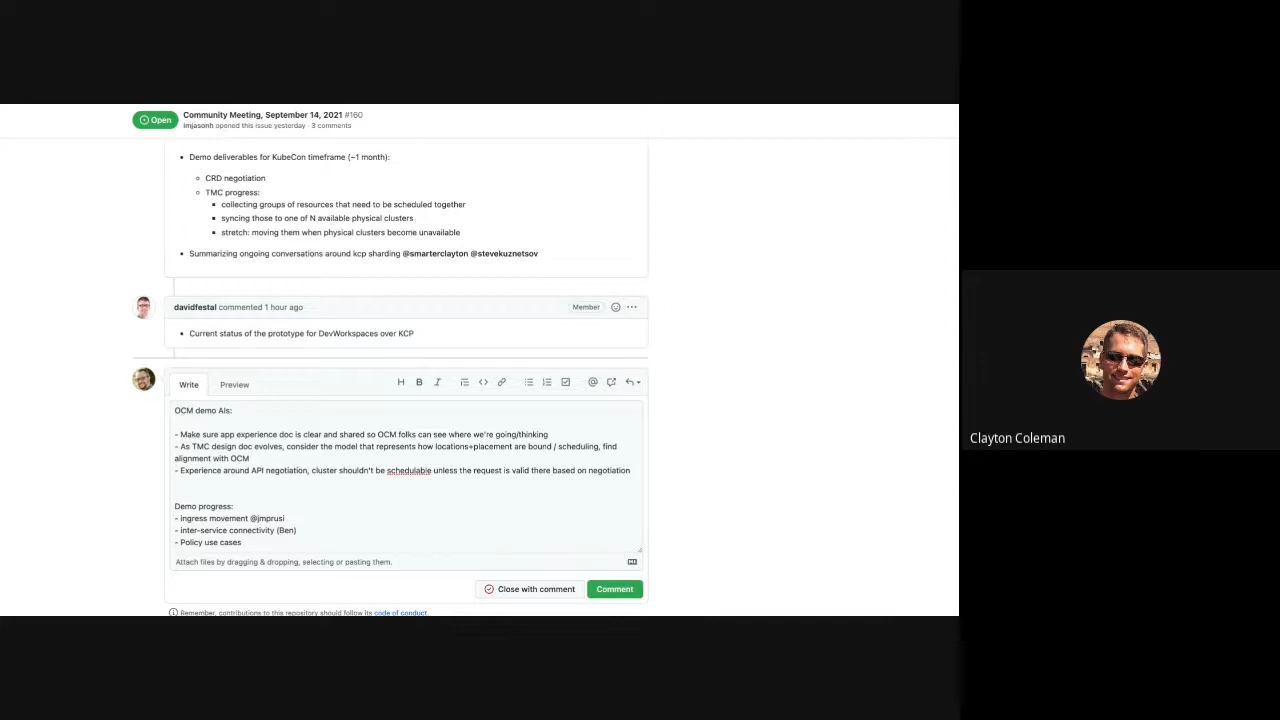 Open
Community Meeting, September 14, 2021 #160
imjasonh opened this issue yesterday · 3 comments
• Demo deliverables for KubeCon timeframe (~1 month):
CRD negotiation
TMC progress:
▪ collecting groups of resources that need to be scheduled together
▪ syncing those to one of N available physical clusters
▪ stretch: moving them when physical clusters become unavailable
• Summarizing ongoing conversations around kcp sharding @smarterclayton @stevekuznetsov
davidfestal commented 1 hour ago
Member
• Current status of the prototype for DevWorkspaces over KCP
Write
Preview
OCM demo AIs:
- Make sure app experience doc is clear and shared so OCM folks can see where we're going/thinking
- As TMC design doc evolves, consider the model that represents how locations+placement are bound / scheduling, find
alignment with OCM
- Experience around API negotiation, cluster shouldn't be schedulable unless the request is valid there based on negotiation
Demo progress:
- ingress movement @jmprusi
- inter-service connectivity (Ben)
- Policy use cases
Attach files by dragging & dropping, selecting or pasting them.
Close with comment
Comment
Remember, contributions to this repository should follow its code of conduct.
Clayton Coleman